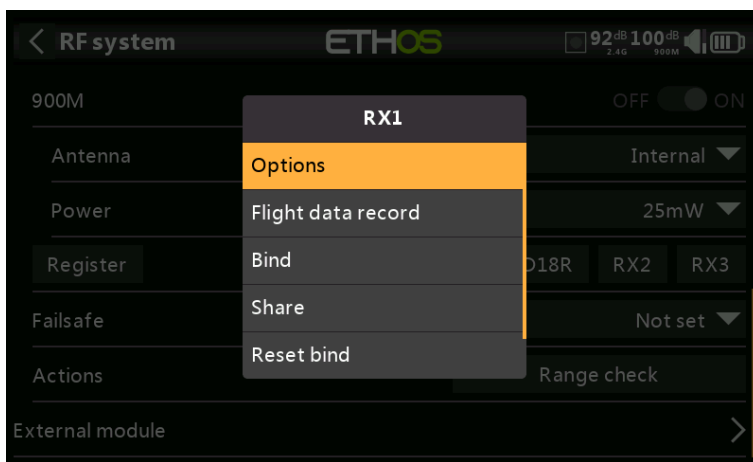 RF system ETHOS 92dB 2.4G 100dB 900M
900M OFF ON
RX1
Antenna Internal
Options
Power Flight data record 25mW
Register Bind D18R RX2 RX3
Share
Failsafe Not set
Reset bind
Actions Range check
External module